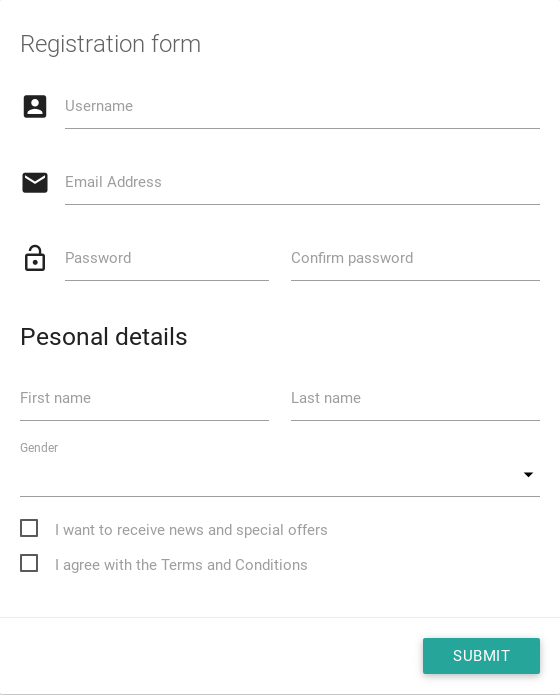 Registration form
Username
Email Address
Password Confirm password
Pesonal details
First name Last name
Gender
I want to receive news and special offers
I agree with the Terms and Conditions
SUBMIT